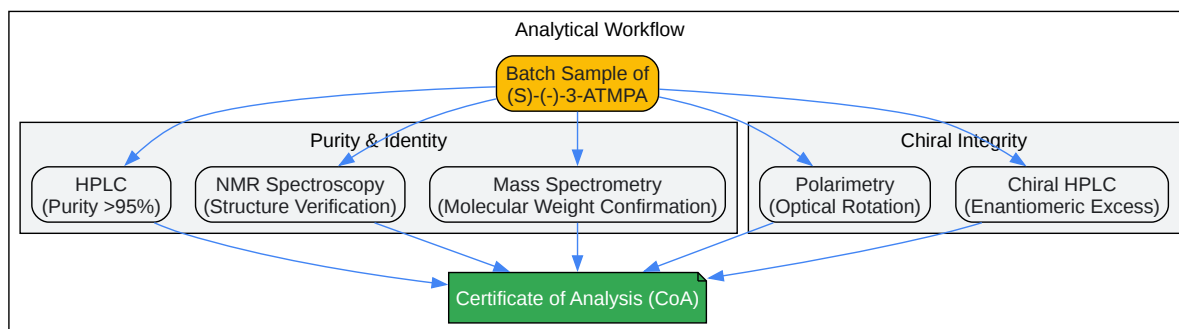 Analytical Workflow
Batch Sample of
(S)-(-)-3-ATMPA
Purity & Identity
Chiral Integrity
HPLC
(Purity >95%)
NMR Spectroscopy
(Structure Verification)
Mass Spectrometry
(Molecular Weight Confirmation)
Polarimetry
(Optical Rotation)
Chiral HPLC
(Enantiomeric Excess)
Certificate of Analysis (CoA)